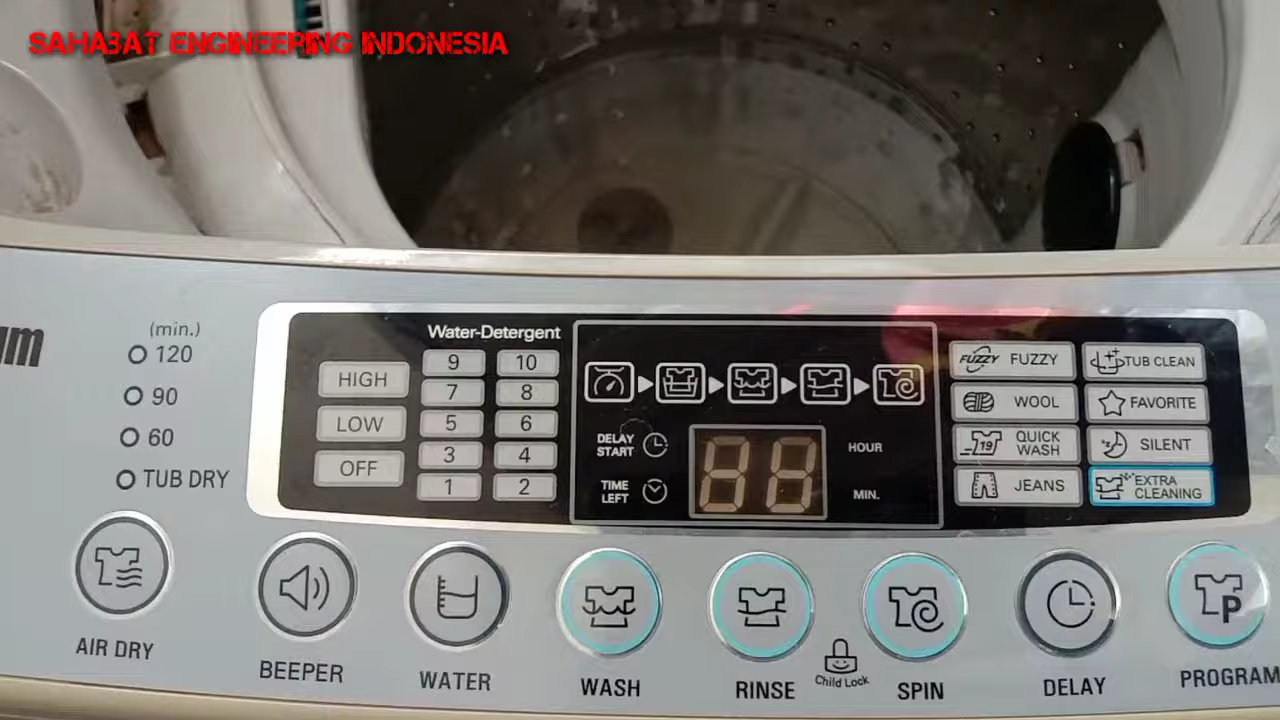 SAHABAT ENGINEERING INDONESIA
(min.)
120
90
60
TUB DRY
HIGH
LOW
OFF
Water-Detergent
9 10
7 8
5 6
3 4
1 2
DELAY
START
TIME
LEFT
HOUR
MIN.
FUZZY FUZZY
WOOL
19 QUICK
WASH
JEANS
TUB CLEAN
FAVORITE
SILENT
EXTRA
CLEANING
AIR DRY
BEEPER
WATER
WASH
RINSE
Child Lock
SPIN
DELAY
P
PROGRAM